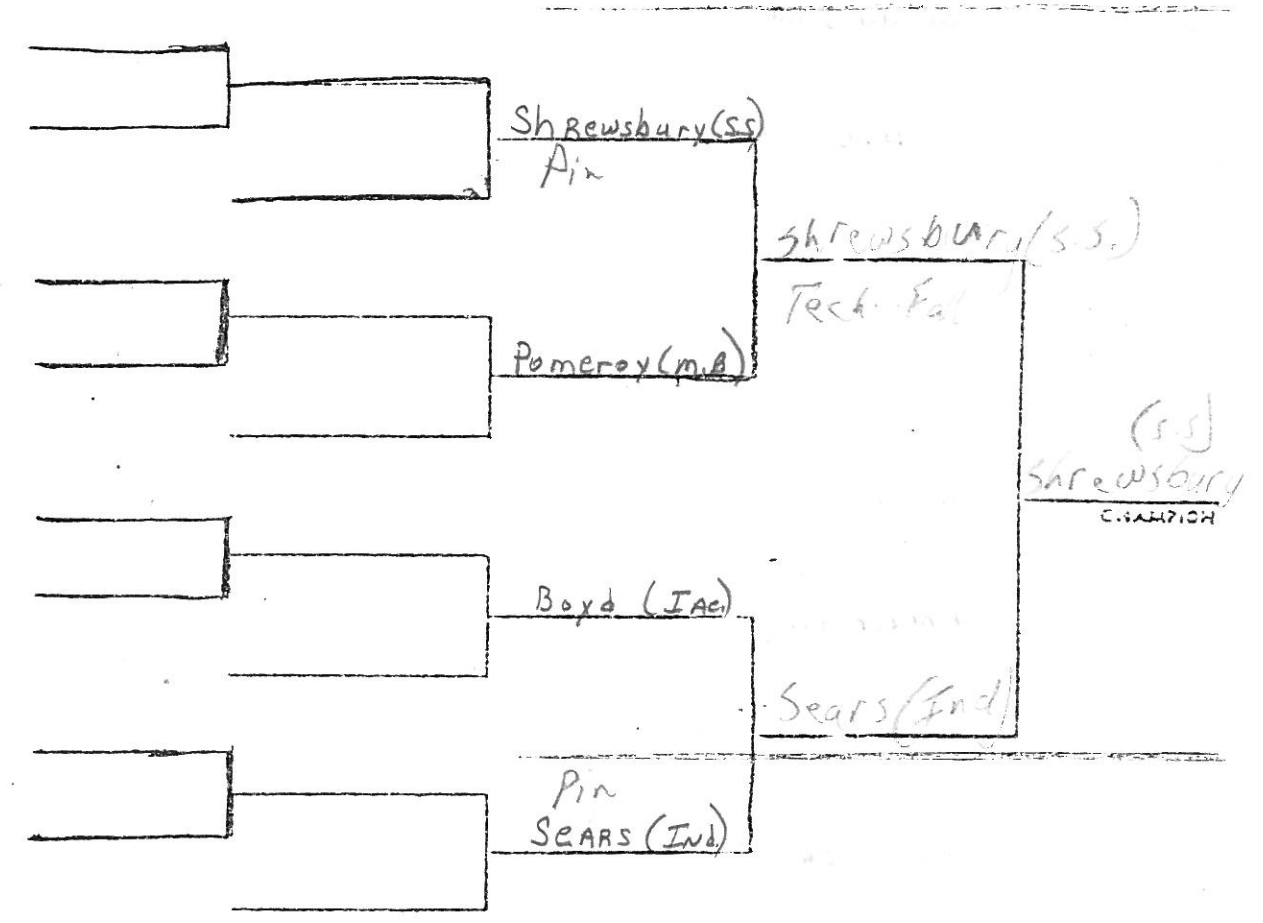 Shrewsbury (SS)
Pin
Shrewsbury (S.S.)
Tech. Fal
Pomeroy (M.B)
(S.S)
Shrewsbury
CHAMPION
Boyd (IAC)
Sears (Ind)
Pin
SEARS (Ind.)